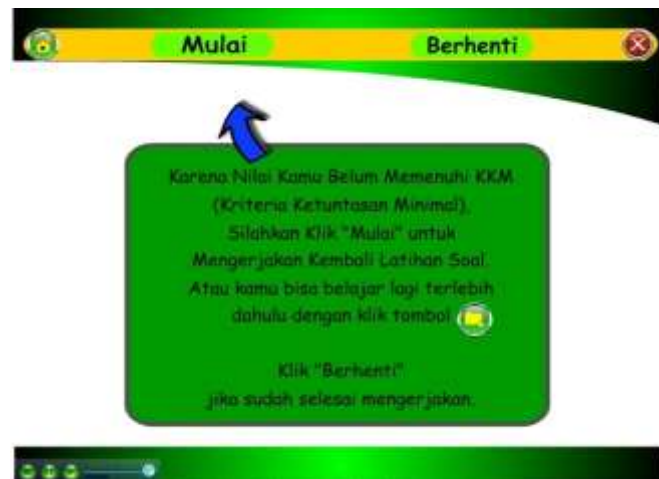 Mulai Berhenti
Karena Nilai Kamu Belum Memenuhi KKM
(Kriteria Ketuntasan Minimal),
Silahkan Klik "Mulai" untuk
Mengerjakan Kembali Latihan Soal.
Atau kamu bisa belajar lagi terlebih
dahulu dengan klik tombol
Klik "Berhenti"
jika sudah selesai mengerjakan.